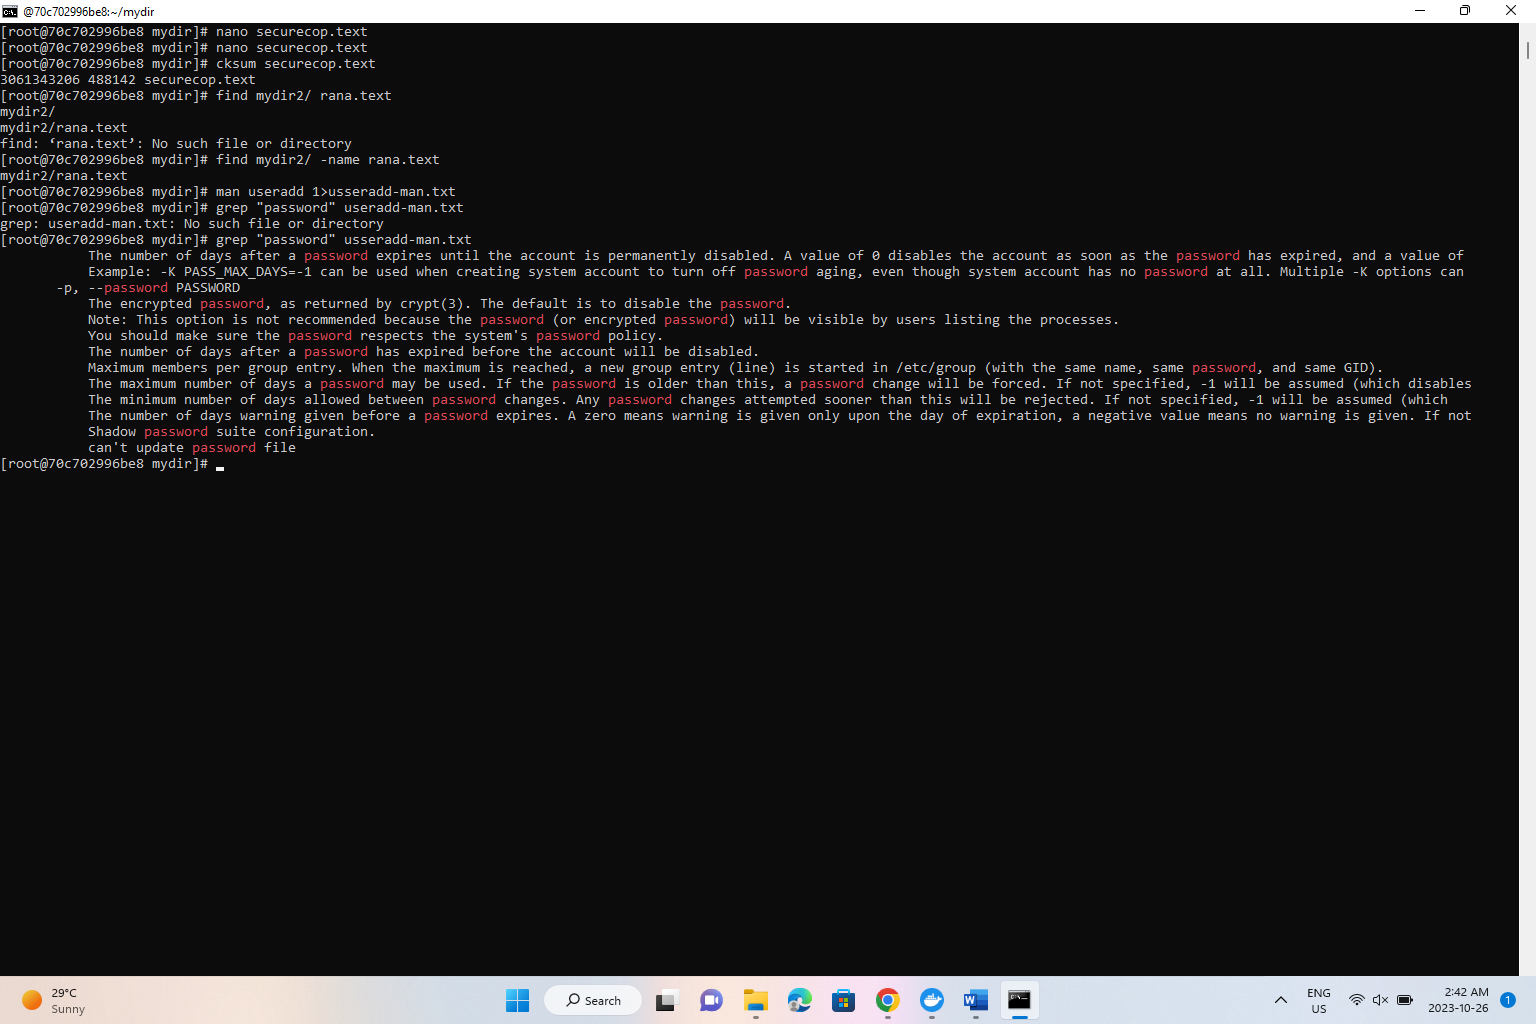 @70c702996be8:~/mydir
[root@70c702996be8 mydir]# nano securecop.text
[root@70c702996be8 mydir]# nano securecop.text
[root@70c702996be8 mydir]# cksum securecop.text
3061343206 488142 securecop.text
[root@70c702996be8 mydir]# find mydir2/ rana.text
mydir2/
mydir2/rana.text
find: ‘rana.text’: No such file or directory
[root@70c702996be8 mydir]# find mydir2/ -name rana.text
mydir2/rana.text
[root@70c702996be8 mydir]# man useradd 1>usseradd-man.txt
[root@70c702996be8 mydir]# grep "password" useradd-man.txt
grep: useradd-man.txt: No such file or directory
[root@70c702996be8 mydir]# grep "password" usseradd-man.txt
The number of days after a password expires until the account is permanently disabled. A value of 0 disables the account as soon as the password has expired, and a value of
Example: -K PASS_MAX_DAYS=-1 can be used when creating system account to turn off password aging, even though system account has no password at all. Multiple -K options can
-p, --password PASSWORD
The encrypted password, as returned by crypt(3). The default is to disable the password.
Note: This option is not recommended because the password (or encrypted password) will be visible by users listing the processes.
You should make sure the password respects the system's password policy.
The number of days after a password has expired before the account will be disabled.
Maximum members per group entry. When the maximum is reached, a new group entry (line) is started in /etc/group (with the same name, same password, and same GID).
The maximum number of days a password may be used. If the password is older than this, a password change will be forced. If not specified, -1 will be assumed (which disables
The minimum number of days allowed between password changes. Any password changes attempted sooner than this will be rejected. If not specified, -1 will be assumed (which
The number of days warning given before a password expires. A zero means warning is given only upon the day of expiration, a negative value means no warning is given. If not
Shadow password suite configuration.
can't update password file
[root@70c702996be8 mydir]#
29°C
Sunny
Search
ENG
US
2:42 AM
2023-10-26
1